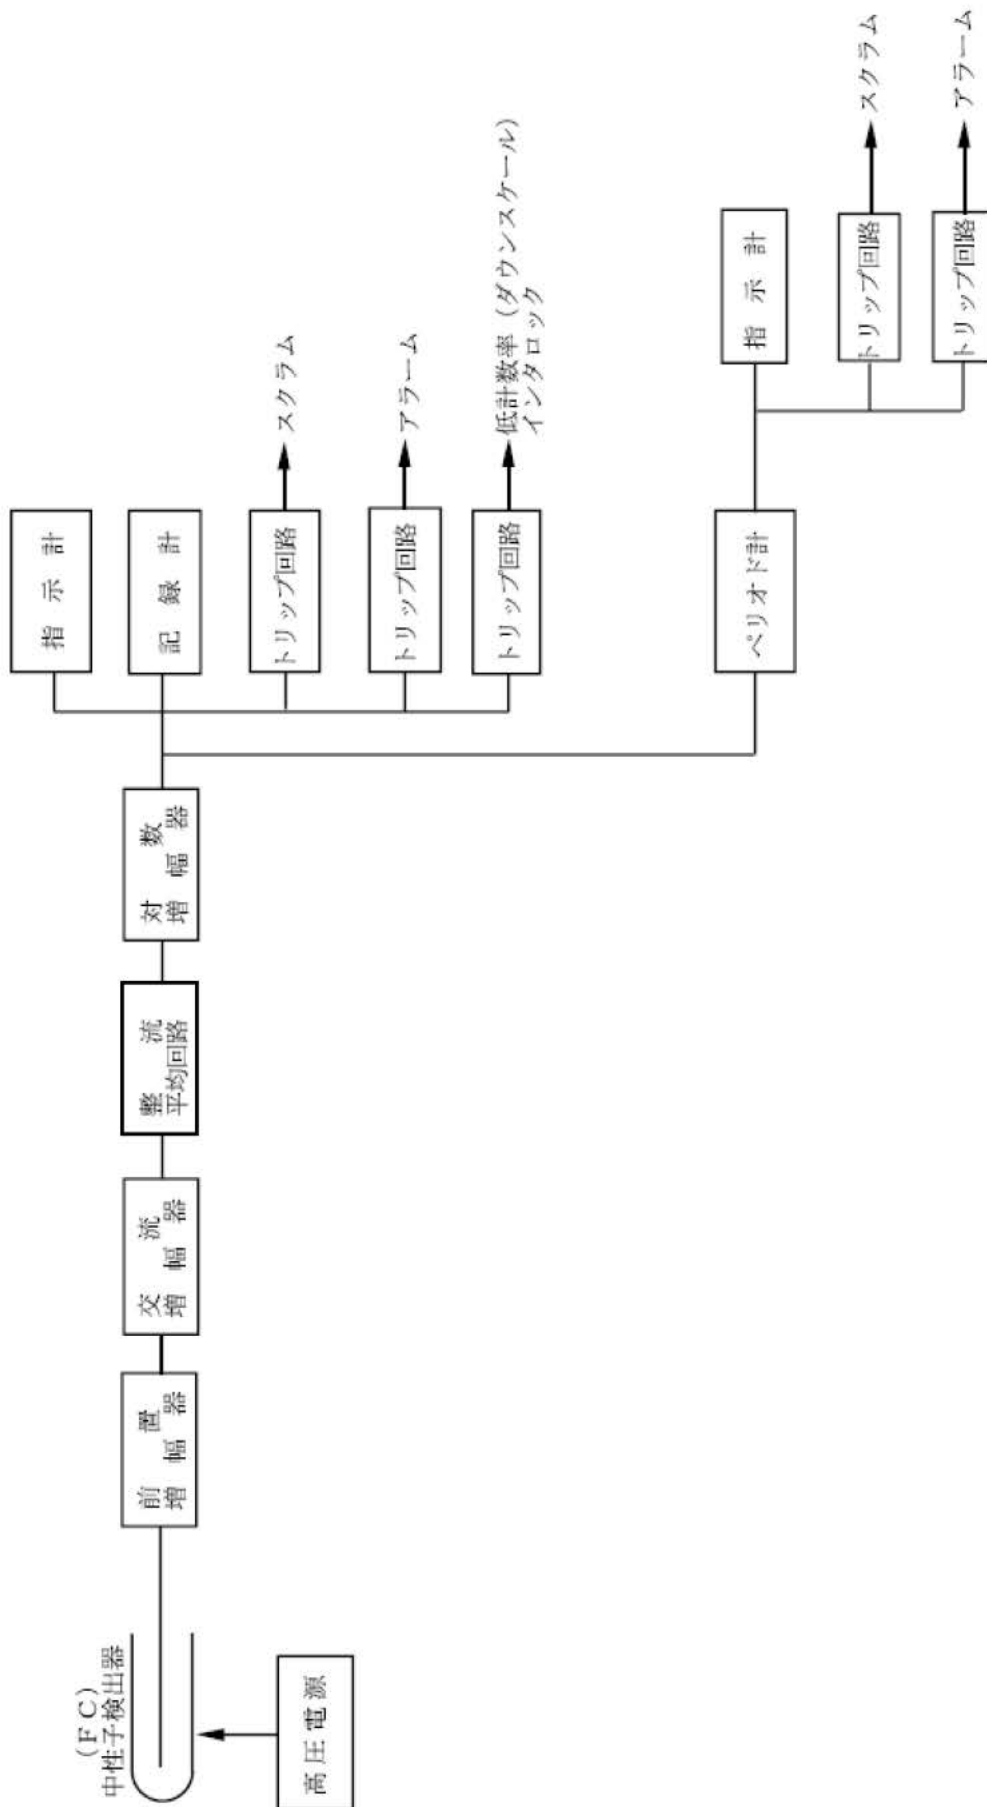 中性子検出器
(FC)
高圧電源
前置
増幅器
交流
増幅器
整流
平均回路
対数
増幅器
指示計
記録計
トリップ回路
スクラム
トリップ回路
アラーム
トリップ回路
低計数率(ダウンスケール)
インタロック
ペリオド計
指示計
トリップ回路
スクラム
トリップ回路
アラーム